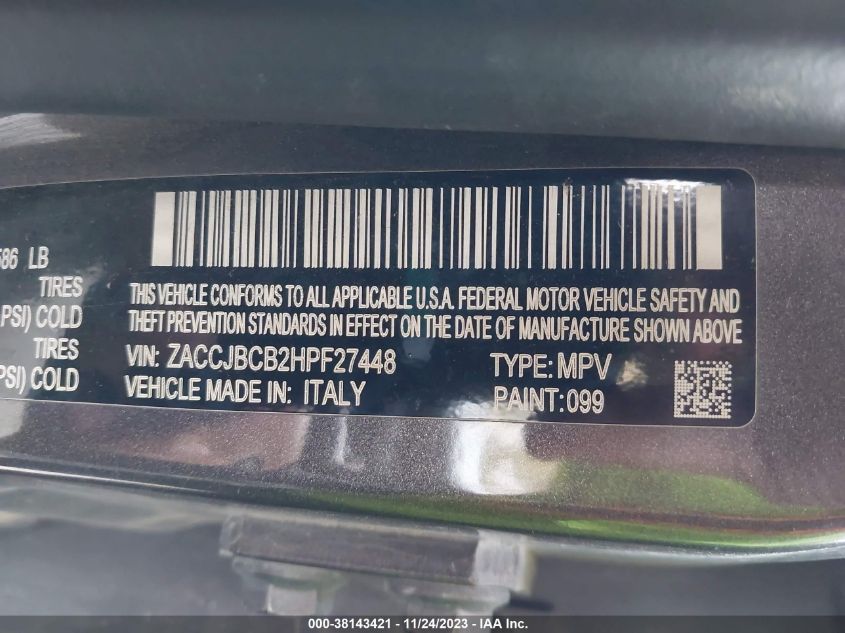 586 LB
TIRES
PSI) COLD
TIRES
PSI) COLD
THIS VEHICLE CONFORMS TO ALL APPLICABLE U.S.A. FEDERAL MOTOR VEHICLE SAFETY AND
THEFT PREVENTION STANDARDS IN EFFECT ON THE DATE OF MANUFACTURE SHOWN ABOVE
VIN: ZACCJBCB2HPF27448 TYPE: MPV
VEHICLE MADE IN: ITALY PAINT: 099
000-38143421 - 11/24/2023 - IAA Inc.